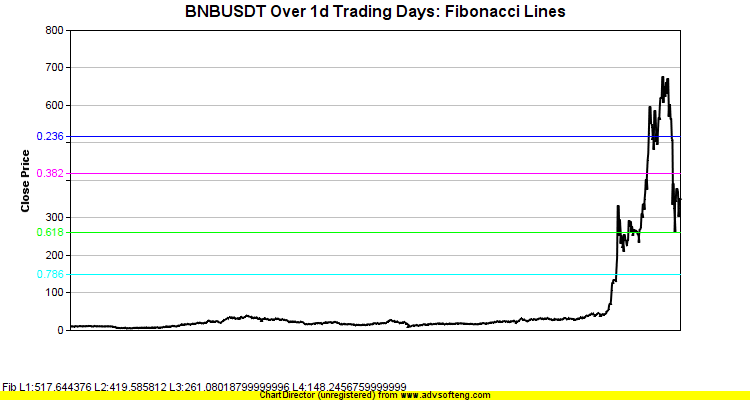 BNBUSDT Over 1d Trading Days: Fibonacci Lines
800
700
600
0.236
0.382
300
0.618
200
0.786
100
0
Close Price
Fib L1:517.644376 L2:419.585812 L3:261.08018799999996 L4:148.2456759999999
ChartDirector (unregistered) from www.advsofteng.com